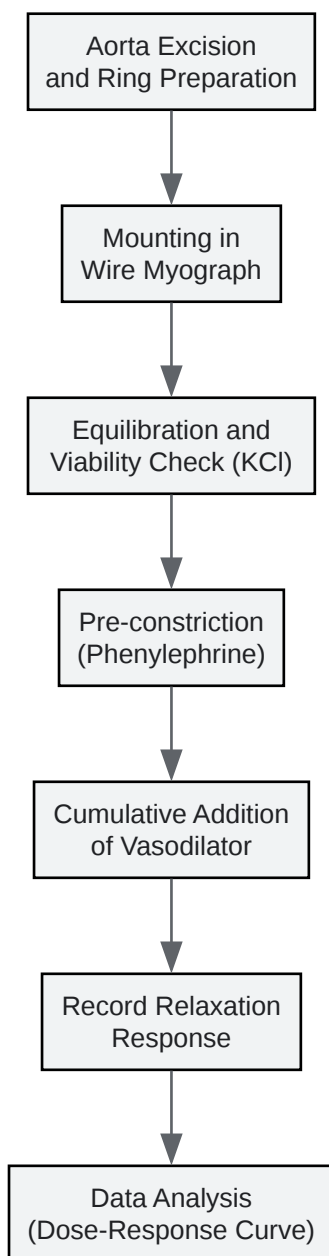 Aorta Excision
and Ring Preparation
Mounting in
Wire Myograph
Equilibration and
Viability Check (KCl)
Pre-constriction
(Phenylephrine)
Cumulative Addition
of Vasodilator
Record Relaxation
Response
Data Analysis
(Dose-Response Curve)